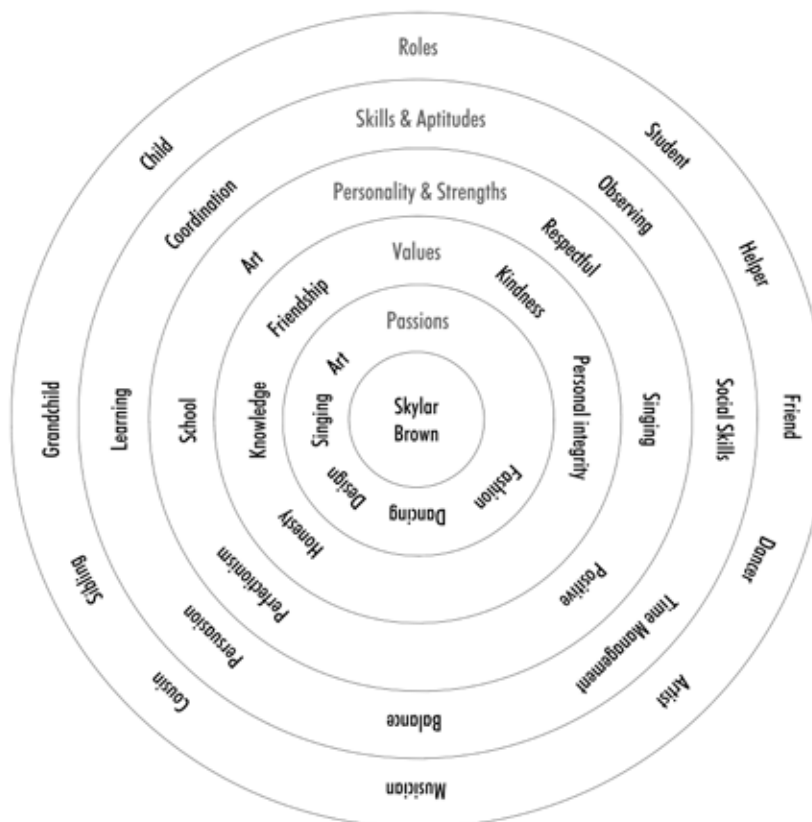 Roles
Child
Student
Helper
Friend
Dancer
Artist
Musician
Cousin
Sibling
Grandchild
Skills & Aptitudes
Coordination
Observing
Social Skills
Time Management
Balance
Persuasion
Learning
Personality & Strengths
Art
Respectful
Singing
Positive
Perfectionism
School
Values
Friendship
Kindness
Personal integrity
Honesty
Knowledge
Passions
Art
Fashion
Dancing
Design
Singing
Skylar
Brown